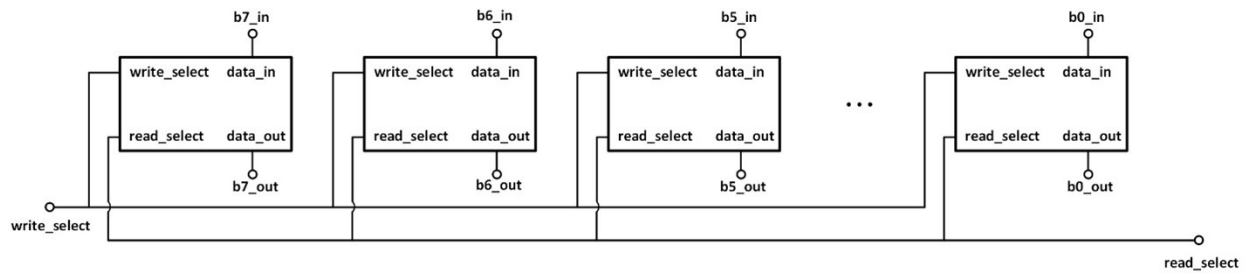 b7_in b6_in b5_in b0_in
write_select data_in write_select data_in write_select data_in write_select data_in
...
read_select data_out read_select data_out read_select data_out read_select data_out
b7_out b6_out b5_out b0_out
write_select
read_select